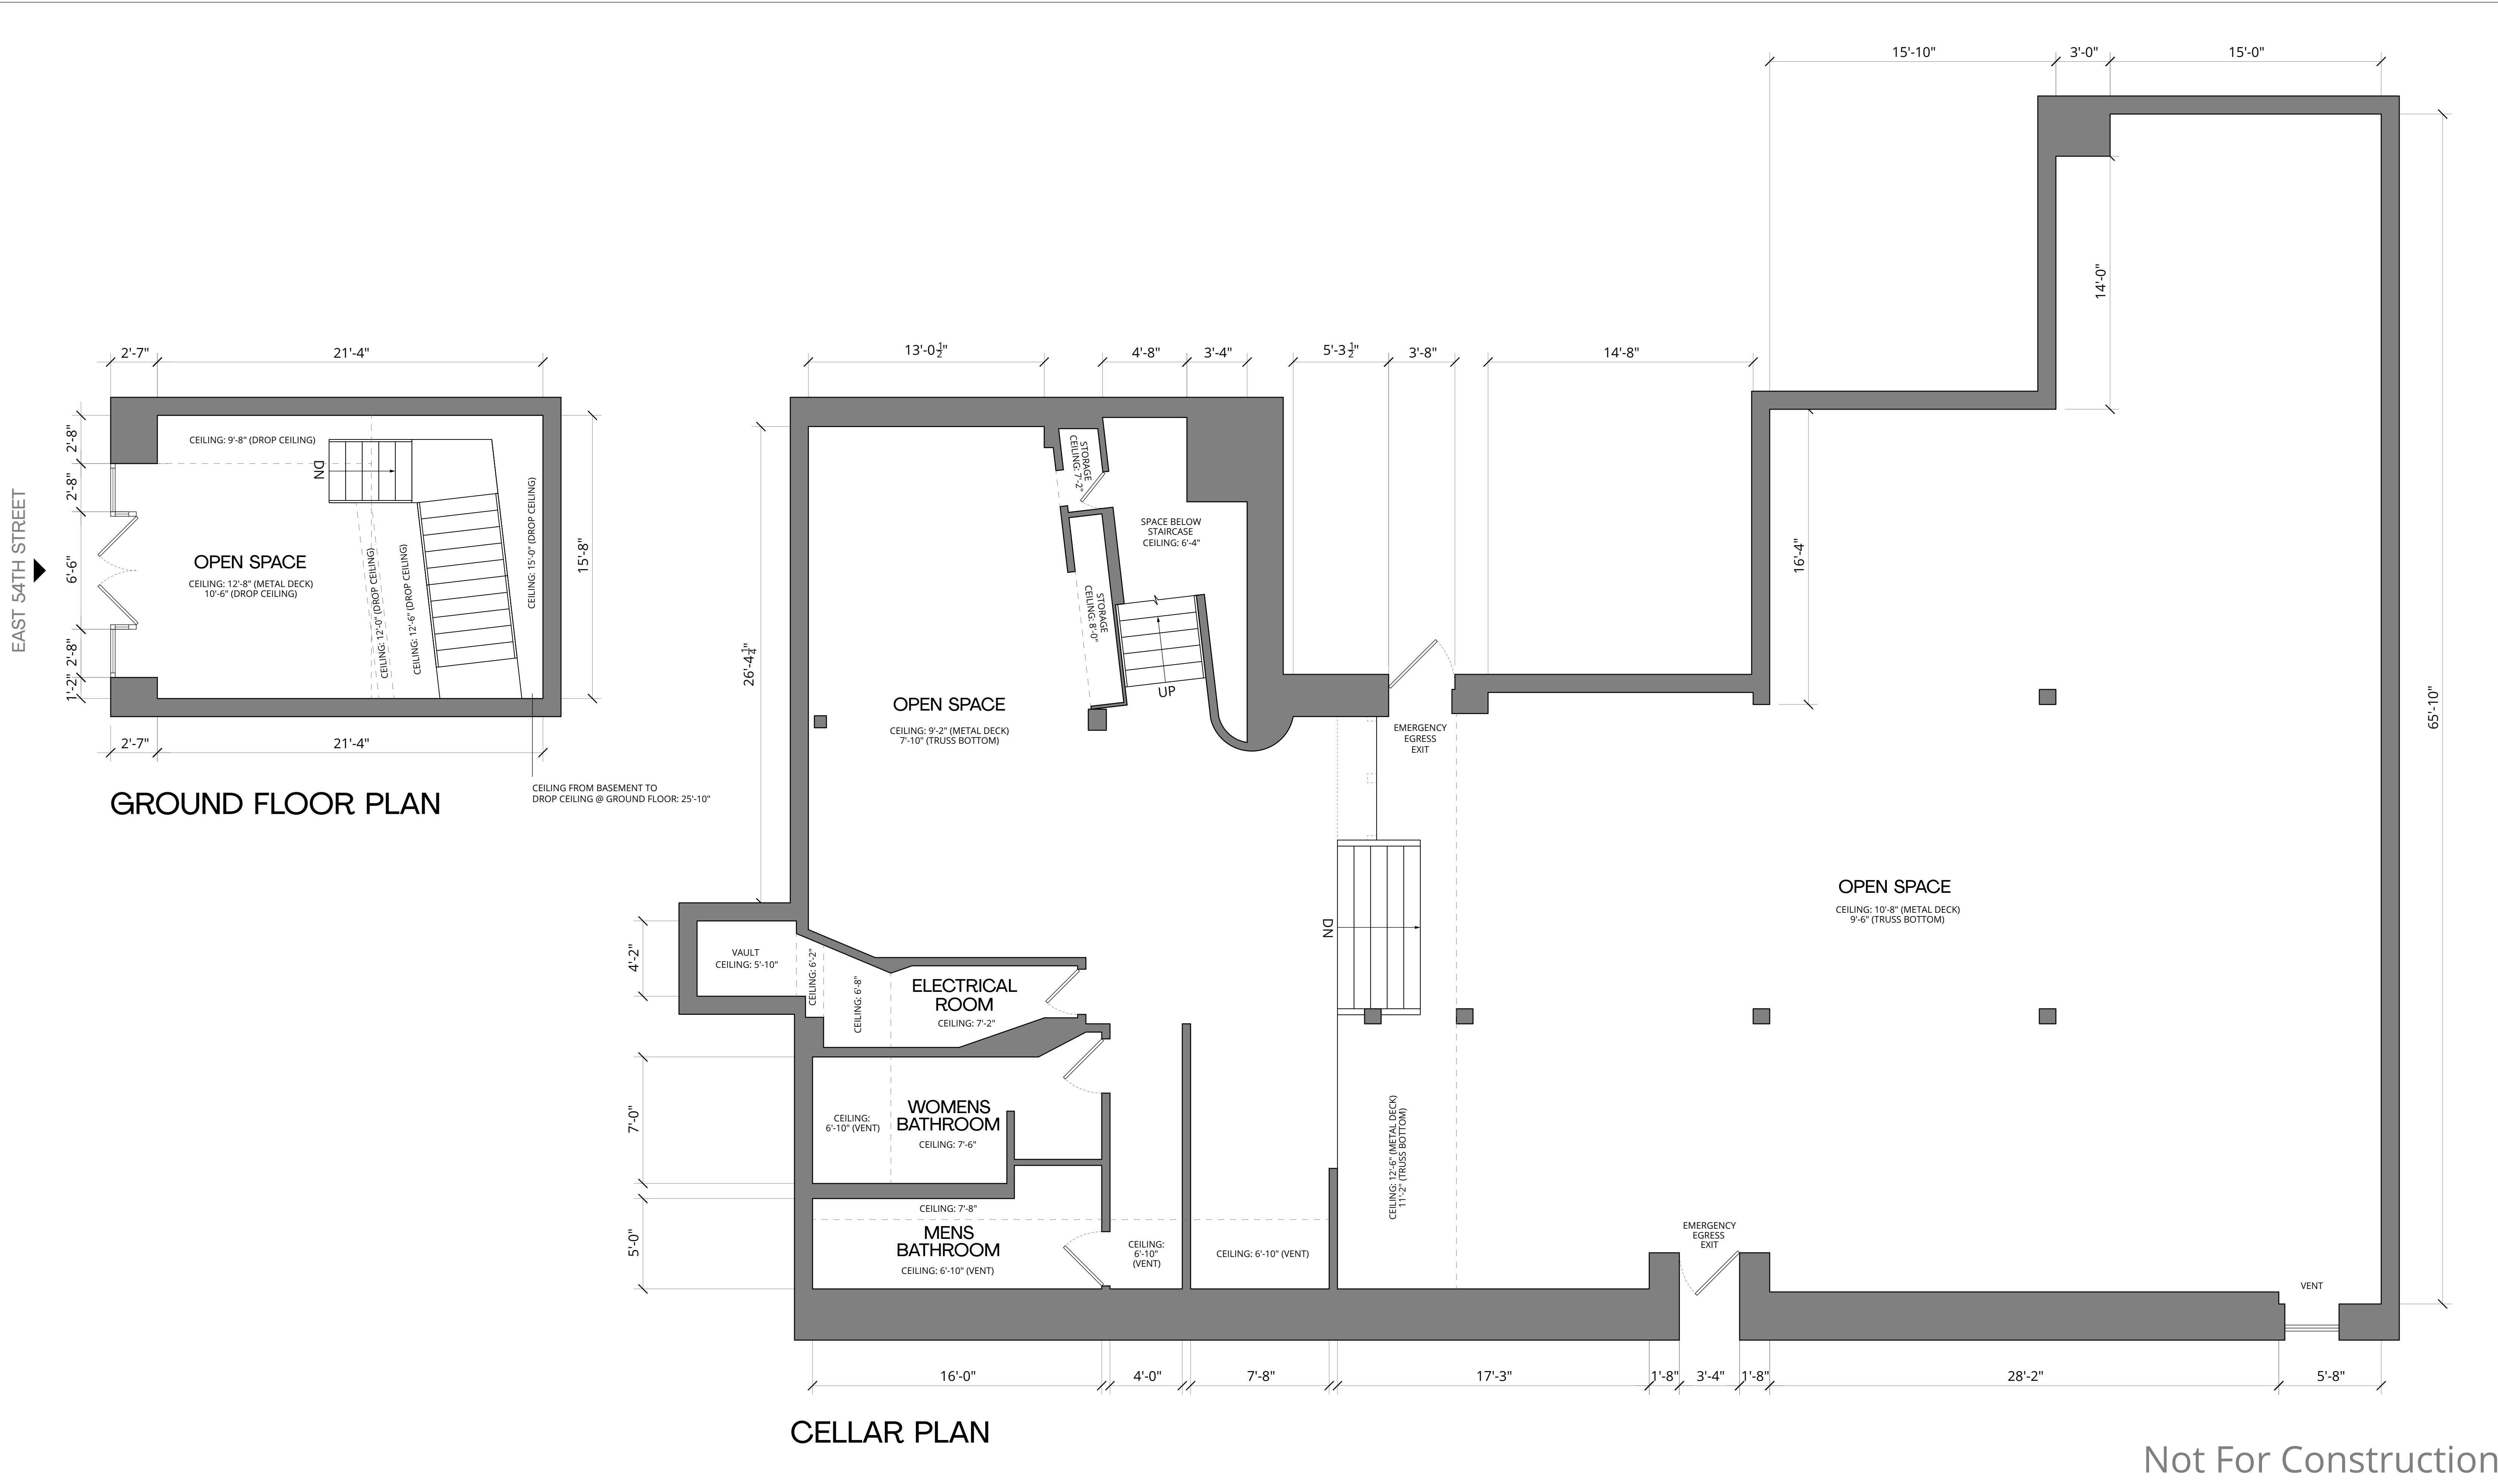 15'-10"
3'-0"
15'-0"
2'-7"
21'-4"
2'-8"
2'-8"
6'-6"
2'-8"
1'-2"
EAST 54TH STREET
CEILING: 9'-8" (DROP CEILING)
DN
OPEN SPACE
CEILING: 12'-8" (METAL DECK)
10'-6" (DROP CEILING)
CEILING: 12'-0" (DROP CEILING)
CEILING: 12'-6" (DROP CEILING)
CEILING: 15'-0" (DROP CEILING)
15'-8"
2'-7"
21'-4"
CEILING FROM BASEMENT TO
DROP CEILING @ GROUND FLOOR: 25'-10"
GROUND FLOOR PLAN
13'-0 1/2"
4'-8"
3'-4"
5'-3 1/2"
3'-8"
14'-8"
14'-0"
16'-4"
65'-10"
26'-4 1/4"
STORAGE
CEILING: 7'-2"
SPACE BELOW
STAIRCASE
CEILING: 6'-4"
STORAGE
CEILING: 8'-0"
UP
OPEN SPACE
CEILING: 9'-2" (METAL DECK)
7'-10" (TRUSS BOTTOM)
EMERGENCY
EGRESS
EXIT
DN
OPEN SPACE
CEILING: 10'-8" (METAL DECK)
9'-6" (TRUSS BOTTOM)
4'-2"
VAULT
CEILING: 5'-10"
CEILING: 6'-2"
CEILING: 6'-8"
ELECTRICAL
ROOM
CEILING: 7'-2"
7'-0"
CEILING:
6'-10" (VENT)
WOMENS
BATHROOM
CEILING: 7'-6"
5'-0"
CEILING: 7'-8"
MENS
BATHROOM
CEILING: 6'-10" (VENT)
CEILING:
6'-10"
(VENT)
CEILING: 6'-10" (VENT)
CEILING: 12'-6" (METAL DECK)
11'-2" (TRUSS BOTTOM)
EMERGENCY
EGRESS
EXIT
VENT
16'-0"
4'-0"
7'-8"
17'-3"
1'-8"
3'-4"
1'-8"
28'-2"
5'-8"
CELLAR PLAN
Not For Construction